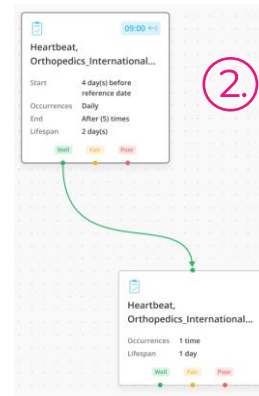 09:00
Heartbeat,
Orthopedics_International...
Start 4 day(s) before
reference date
Occurrences Daily
End After (5) times
Lifespan 2 day(s)
Well Fair Poor
2.
Heartbeat,
Orthopedics_International...
Occurrences 1 time
Lifespan 1 day
Well Fair Poor